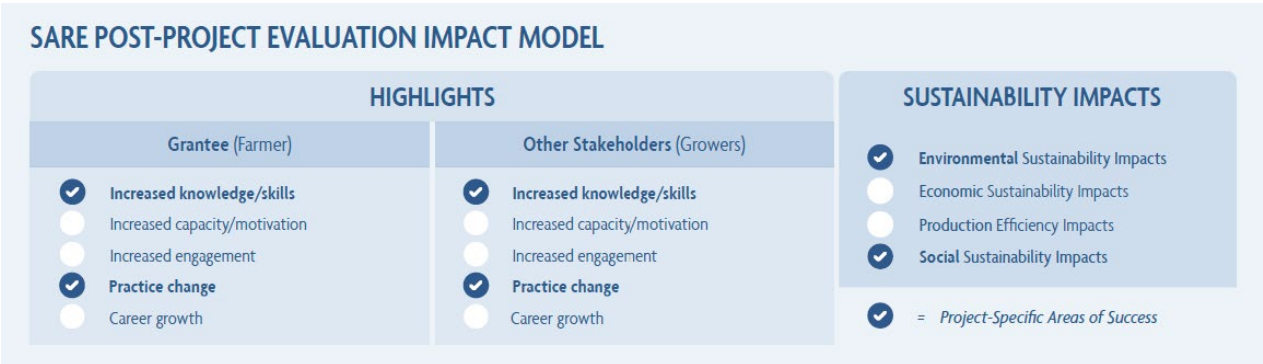 SARE POST-PROJECT EVALUATION IMPACT MODEL
HIGHLIGHTS
Grantee (Farmer)
Increased knowledge/skills
Increased capacity/motivation
Increased engagement
Practice change
Career growth
Other Stakeholders (Growers)
Increased knowledge/skills
Increased capacity/motivation
Increased engagement
Practice change
Career growth
SUSTAINABILITY IMPACTS
Environmental Sustainability Impacts
Economic Sustainability Impacts
Production Efficiency Impacts
Social Sustainability Impacts
= Project-Specific Areas of Success